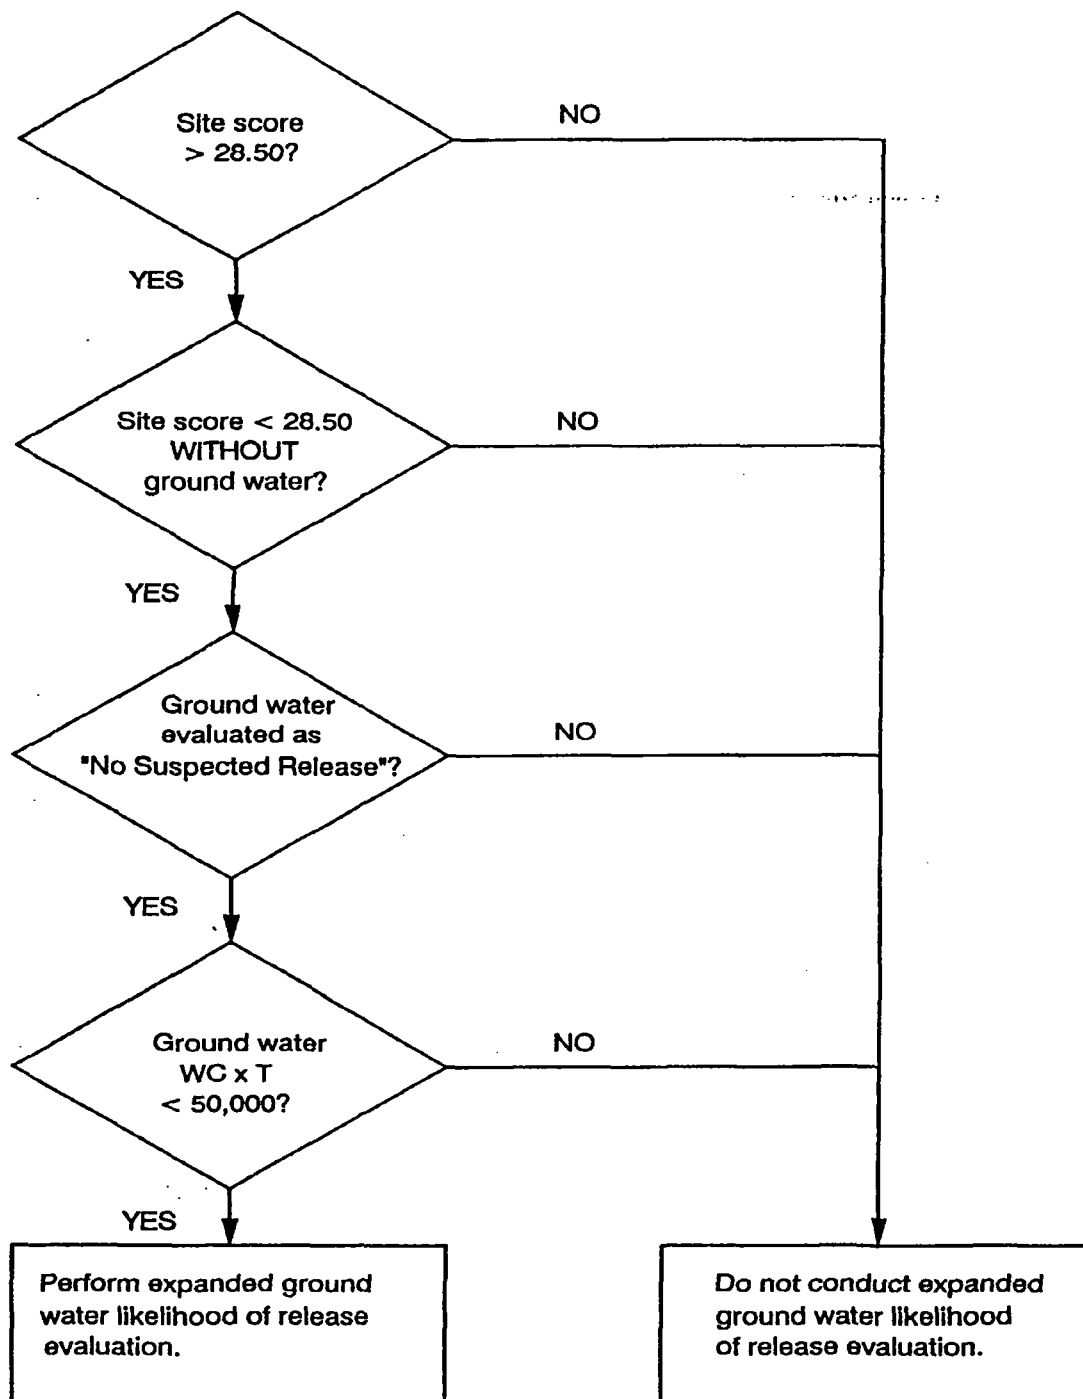 Site score
> 28.50?
NO
YES
Site score < 28.50
WITHOUT
ground water?
NO
YES
Ground water
evaluated as
"No Suspected Release"?
NO
YES
Ground water
WC x T
< 50,000?
NO
YES
Perform expanded ground
water likelihood of release
evaluation.
Do not conduct expanded
ground water likelihood
of release evaluation.